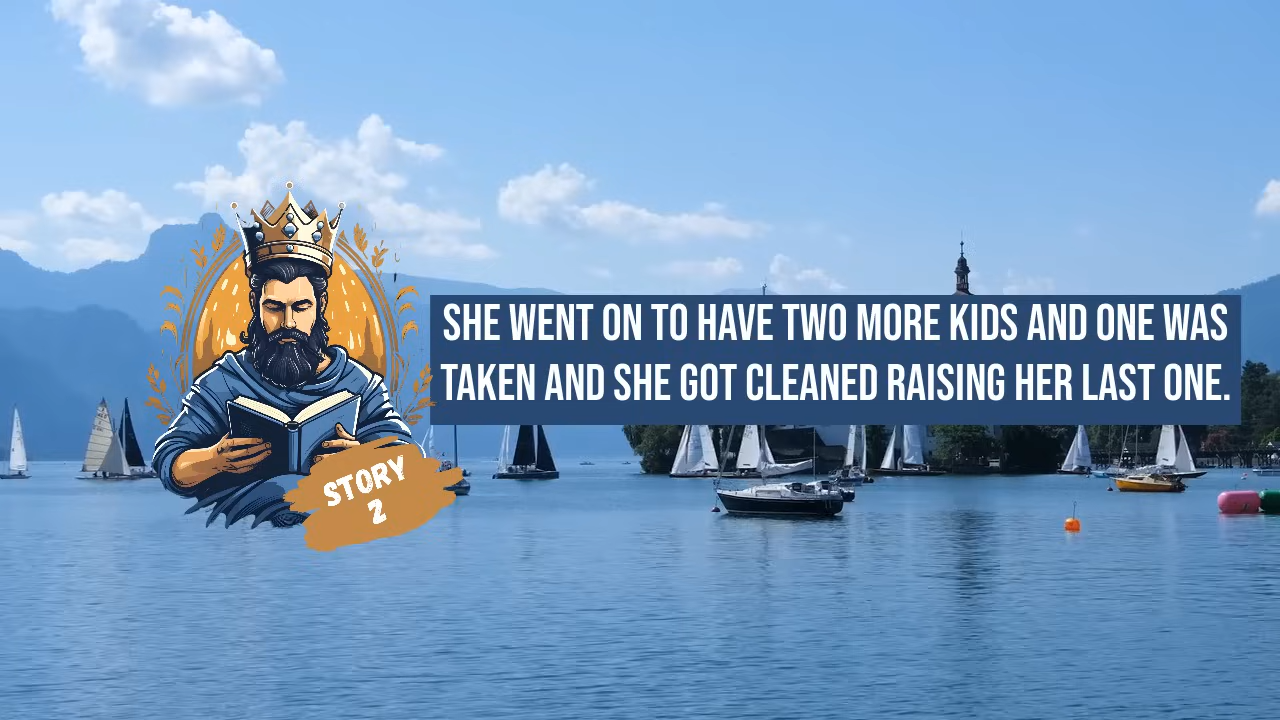 SHE WENT ON TO HAVE TWO MORE KIDS AND ONE WAS
TAKEN AND SHE GOT CLEANED RAISING HER LAST ONE.
STORY
2